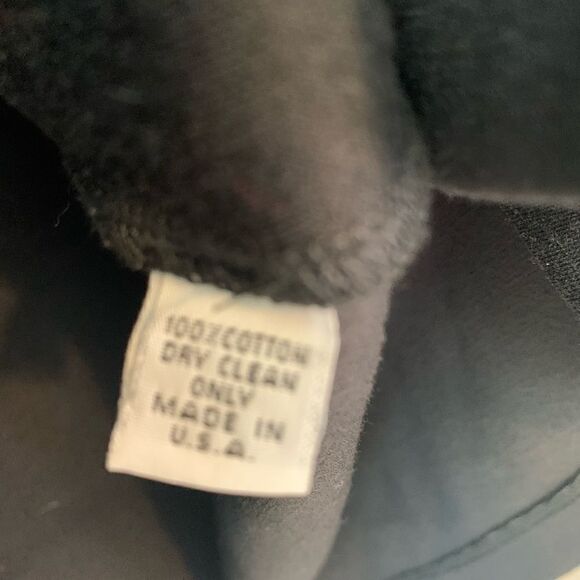 100% COTTON
DRY CLEAN
ONLY
MADE IN
U.S.A.